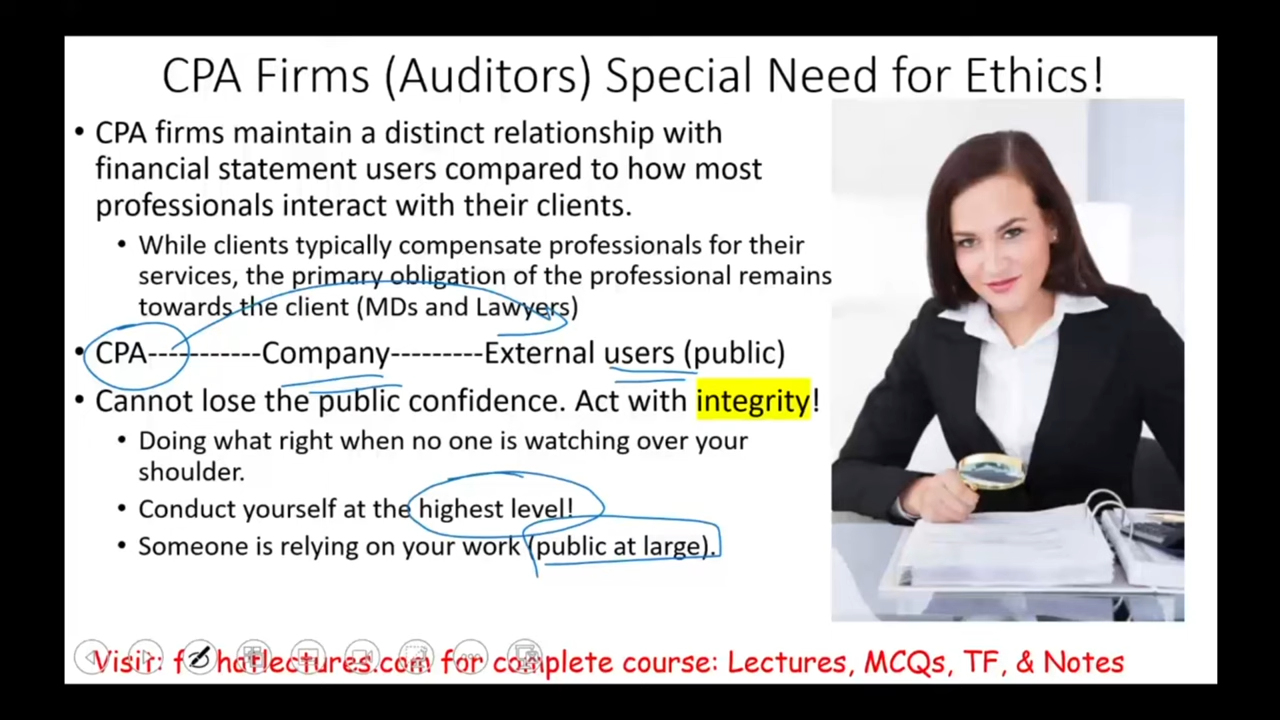 CPA Firms (Auditors) Special Need for Ethics!
• CPA firms maintain a distinct relationship with
financial statement users compared to how most
professionals interact with their clients.
• While clients typically compensate professionals for their
services, the primary obligation of the professional remains
towards the client (MDs and Lawyers)
• CPA-----------Company---------External users (public)
• Cannot lose the public confidence. Act with integrity!
• Doing what right when no one is watching over your
shoulder.
• Conduct yourself at the highest level!
• Someone is relying on your work (public at large).
for complete course: Lectures, MCQs, TF, & Notes